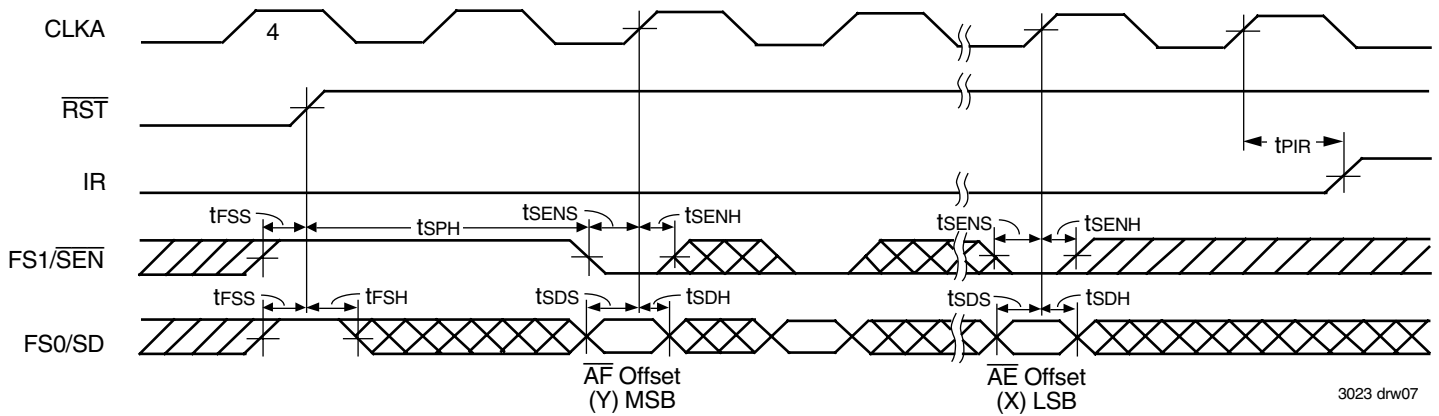 CLKA
4
RST
tPIR
IR
tFSS
tSPH
tSENS
tSENH
tSENS
tSENH
FS1/SEN
tFSS
tFSH
tSDS
tSDH
tSDS
tSDH
FS0/SD
AF Offset
(Y) MSB
AE Offset
(X) LSB
3023 drw07